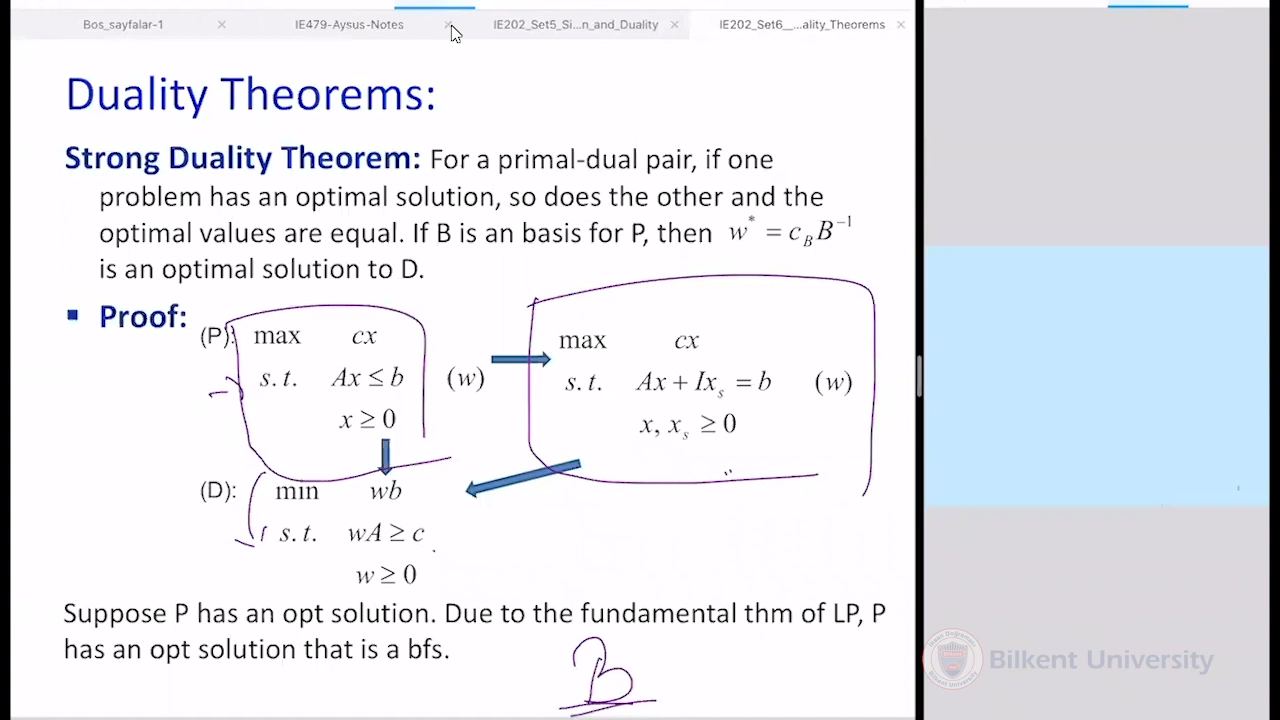 Bos_sayfalar-1 × IE479-Aysus-Notes × IE202_Set5_Si...n_and_Duality × IE202_Set6__...ality_Theorems ×
Duality Theorems:
Strong Duality Theorem: For a primal-dual pair, if one
problem has an optimal solution, so does the other and the
optimal values are equal. If B is an basis for P, then w* = c_B B⁻¹
is an optimal solution to D.
▪ Proof:
(P): max cx
s.t. Ax ≤ b (w)
x ≥ 0
max cx
s.t. Ax + Ix_s = b (w)
x, x_s ≥ 0
(D): min wb
s.t. wA ≥ c
w ≥ 0
Suppose P has an opt solution. Due to the fundamental thm of LP, P
has an opt solution that is a bfs.
B
Bilkent University